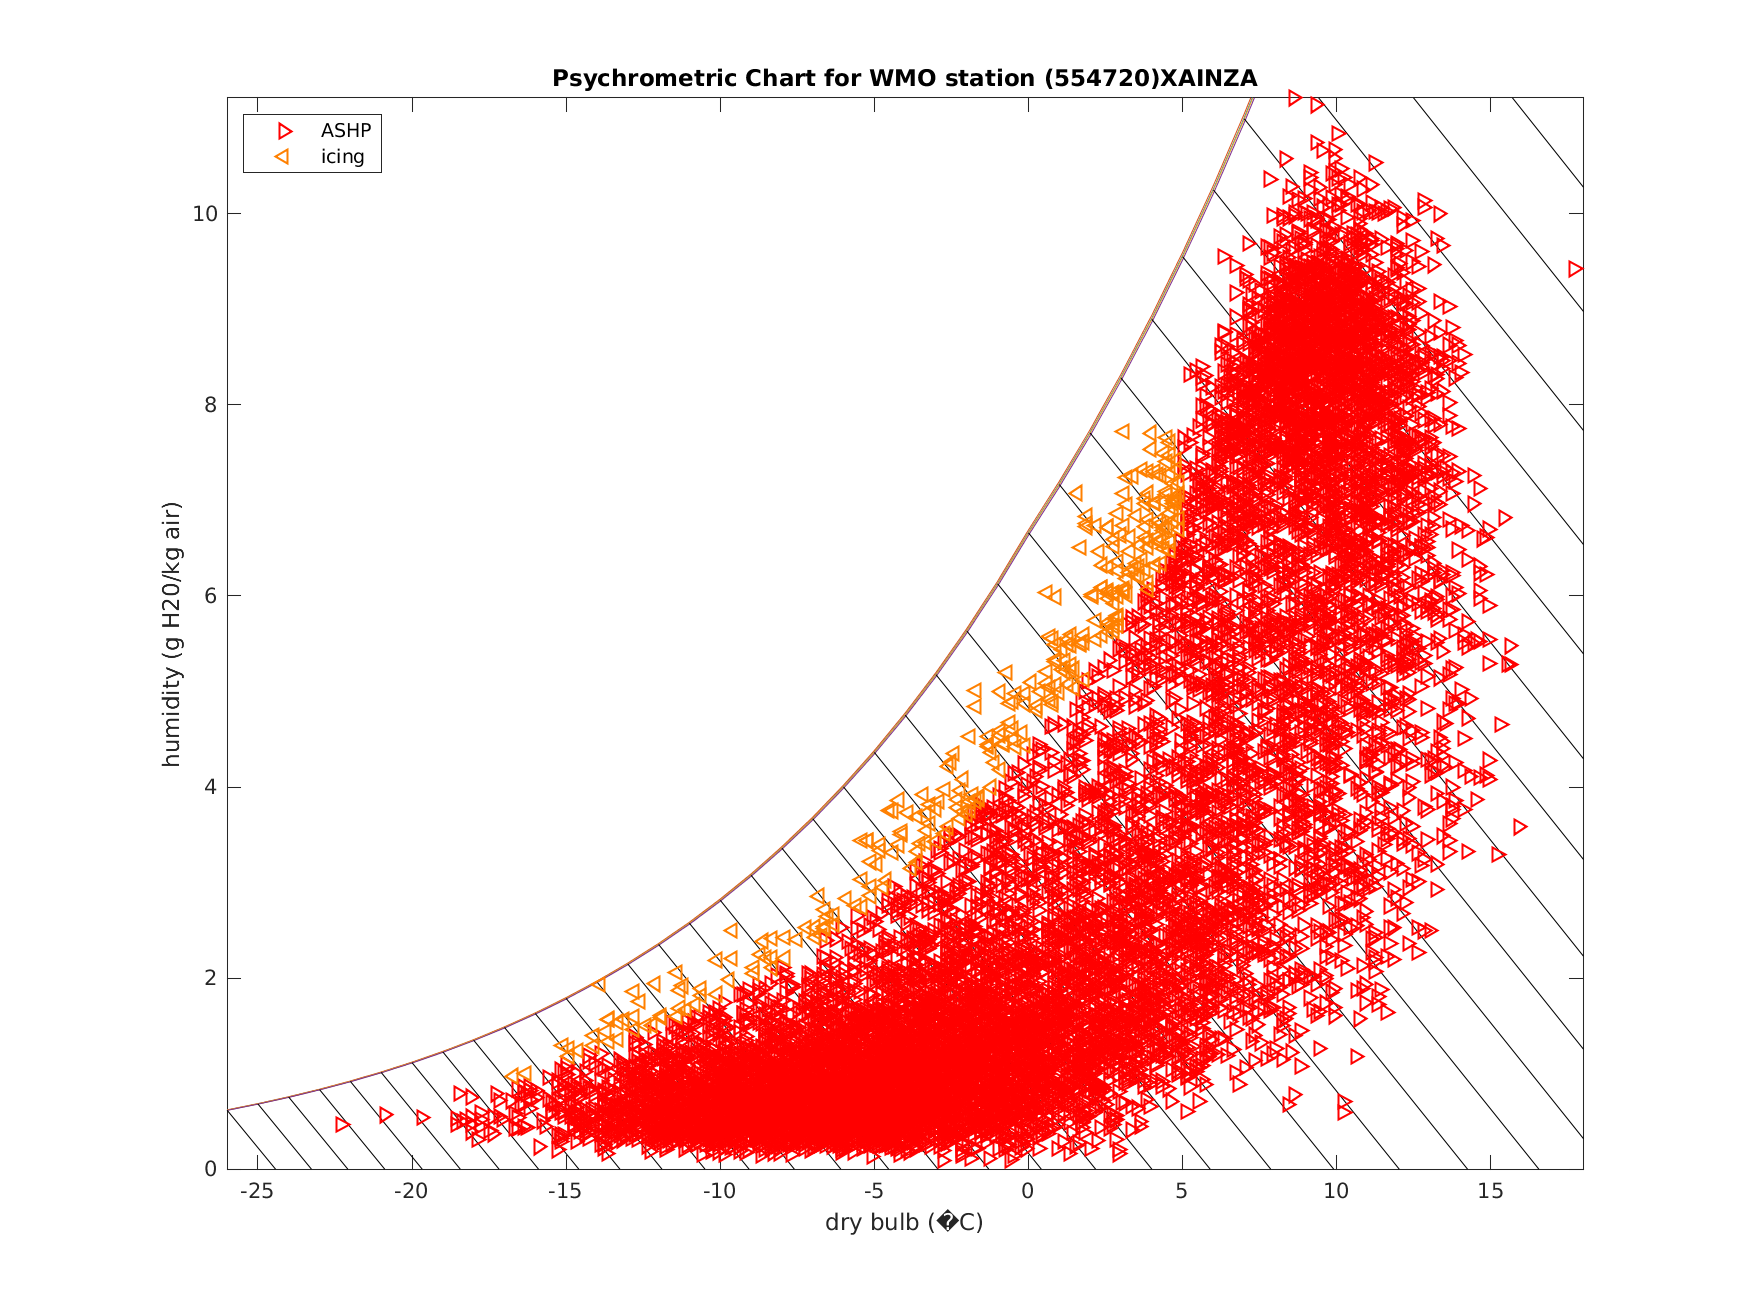 Psychrometric Chart for WMO station (554720)XAINZA
ASHP
icing
humidity (g H20/kg air)
10
8
6
4
2
0
-25 -20 -15 -10 -5 0 5 10 15
dry bulb (�C)